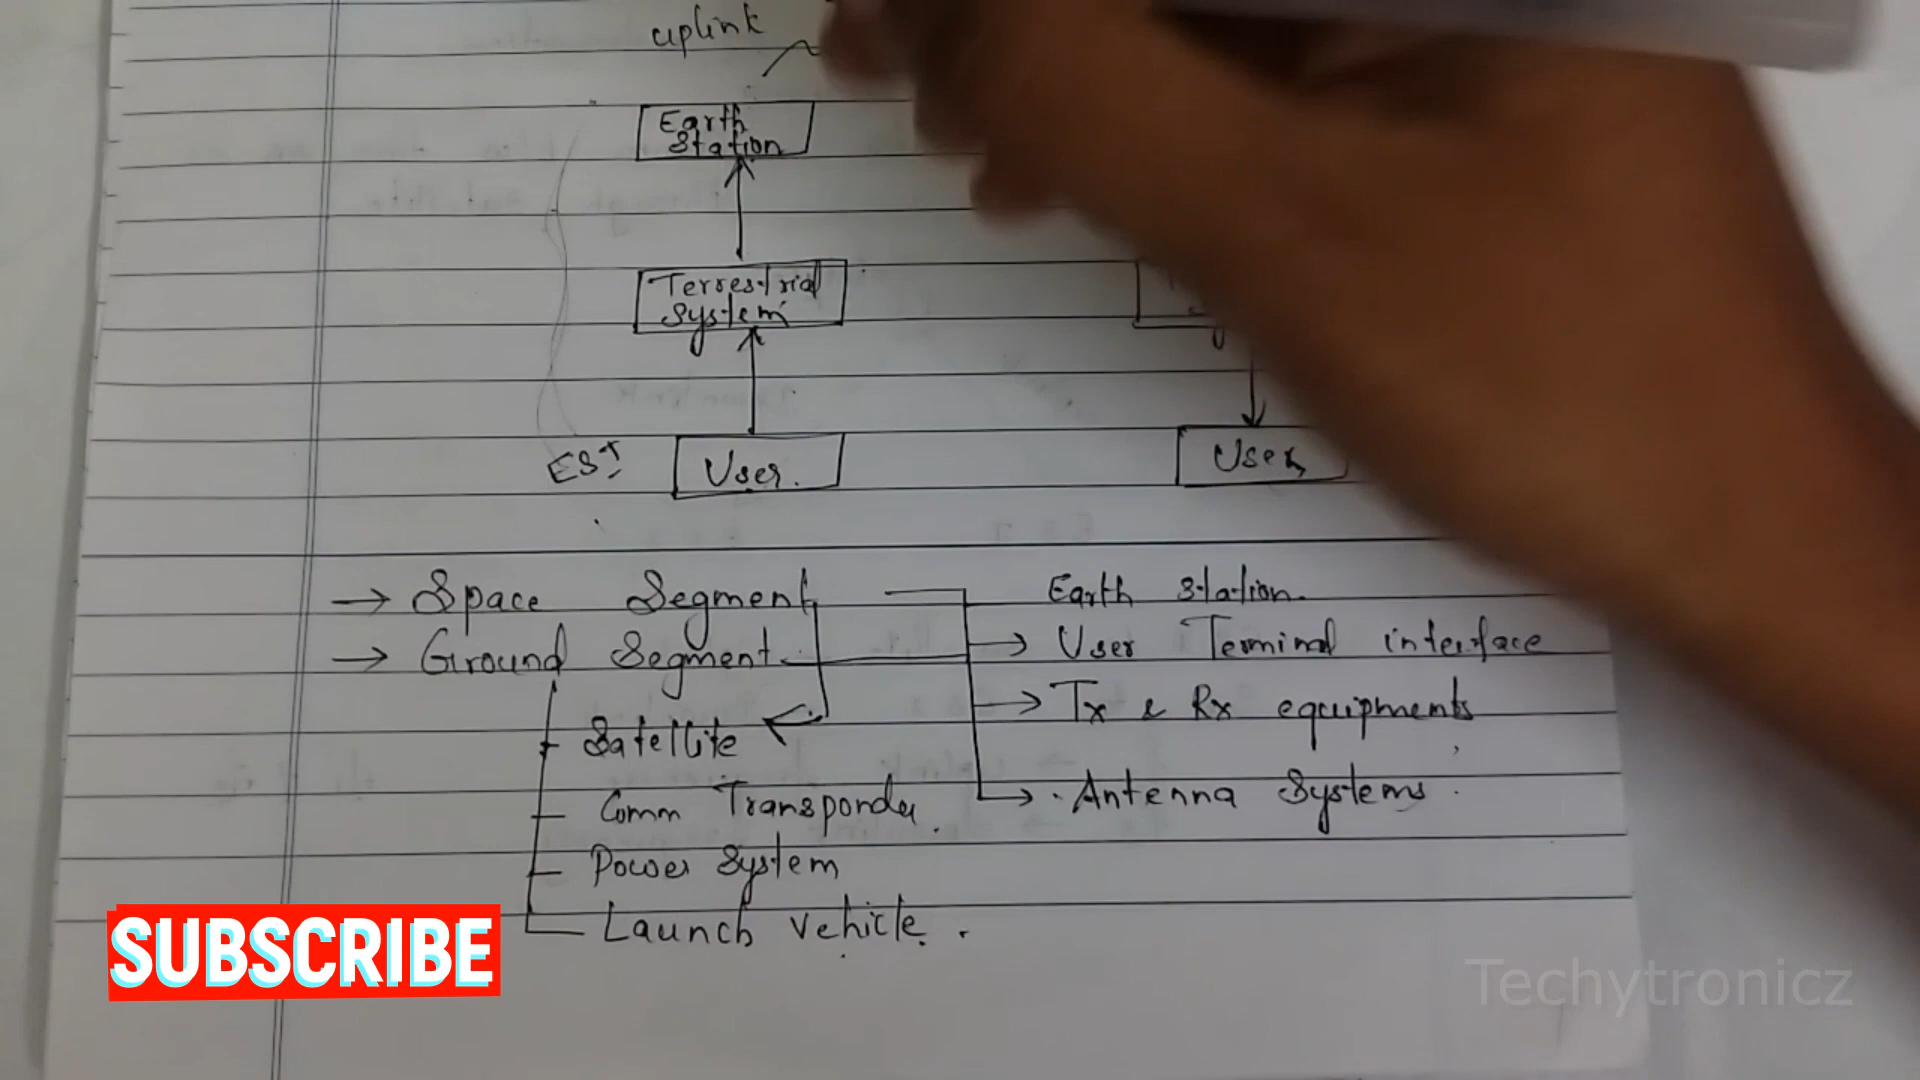 uplink
Earth
Station
Terrestrial
System
EST
User.
User
→ Space Segment
→ Ground Segment
Earth Station.
→ User Terminal interface
→ Tx & Rx equipments
→ Antenna Systems.
Satellite
Comm Transponder.
Power System
Launch vehicle.
SUBSCRIBE
Techytronicz